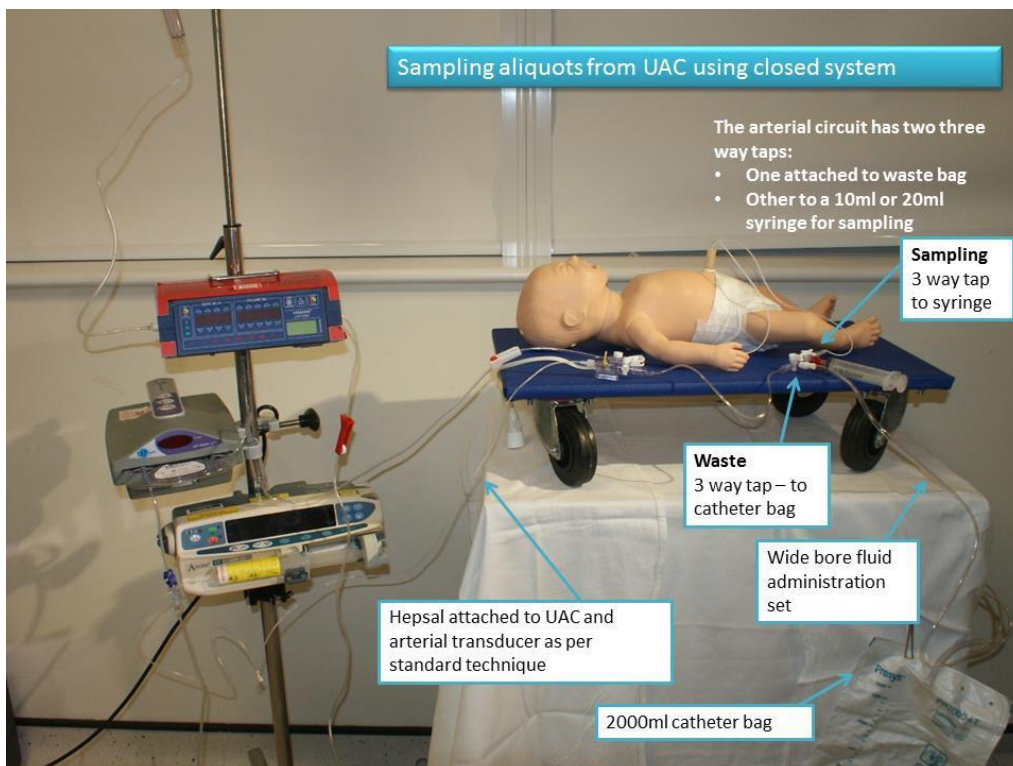 Sampling aliquots from UAC using closed system
The arterial circuit has two three
way taps:
• One attached to waste bag
• Other to a 10ml or 20ml
syringe for sampling
Sampling
3 way tap
to syringe
Waste
3 way tap – to
catheter bag
Wide bore fluid
administration
set
Hepsal attached to UAC and
arterial transducer as per
standard technique
2000ml catheter bag
Prosys